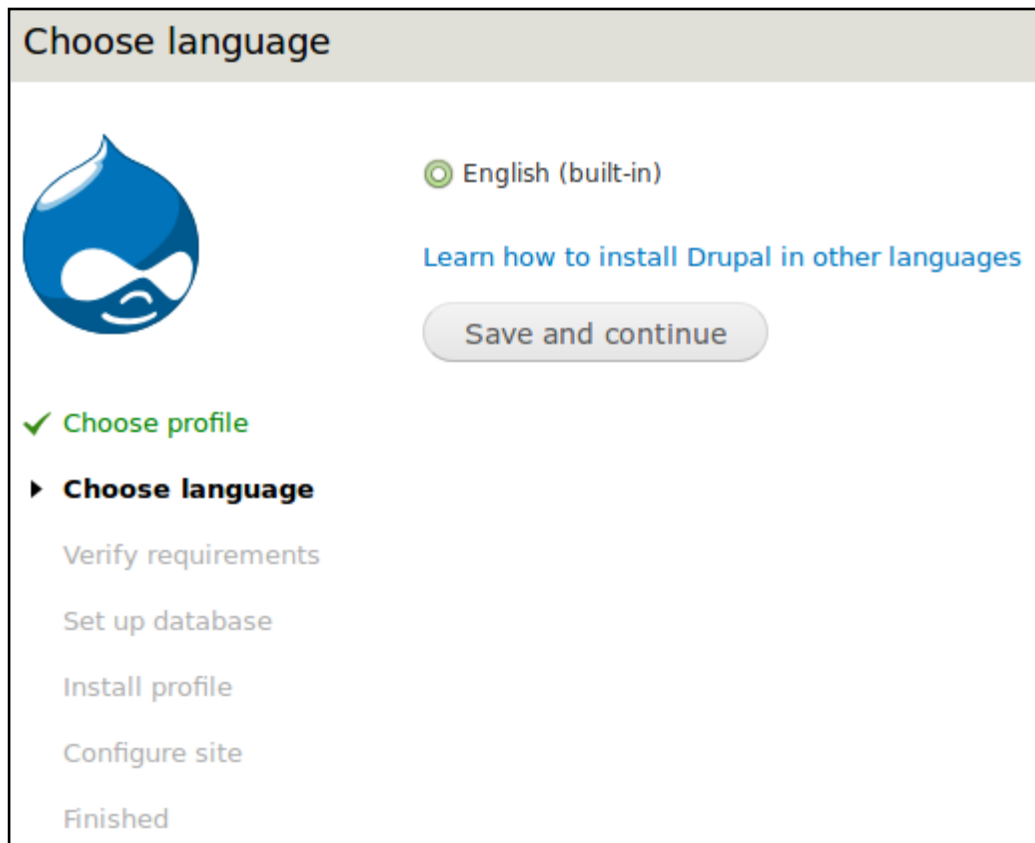 Choose language
English (built-in)
Learn how to install Drupal in other languages
Save and continue
Choose profile
Choose language
Verify requirements
Set up database
Install profile
Configure site
Finished